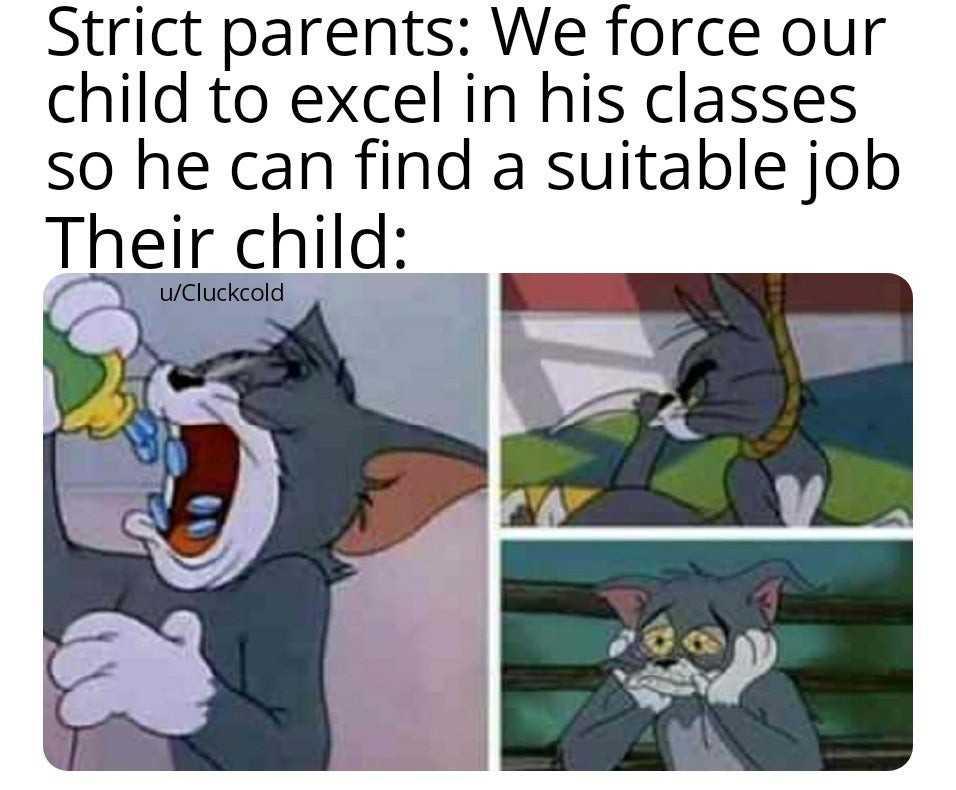 Strict parents: We force our
child to excel in his classes
so he can find a suitable job
Their child:
u/Cluckcold